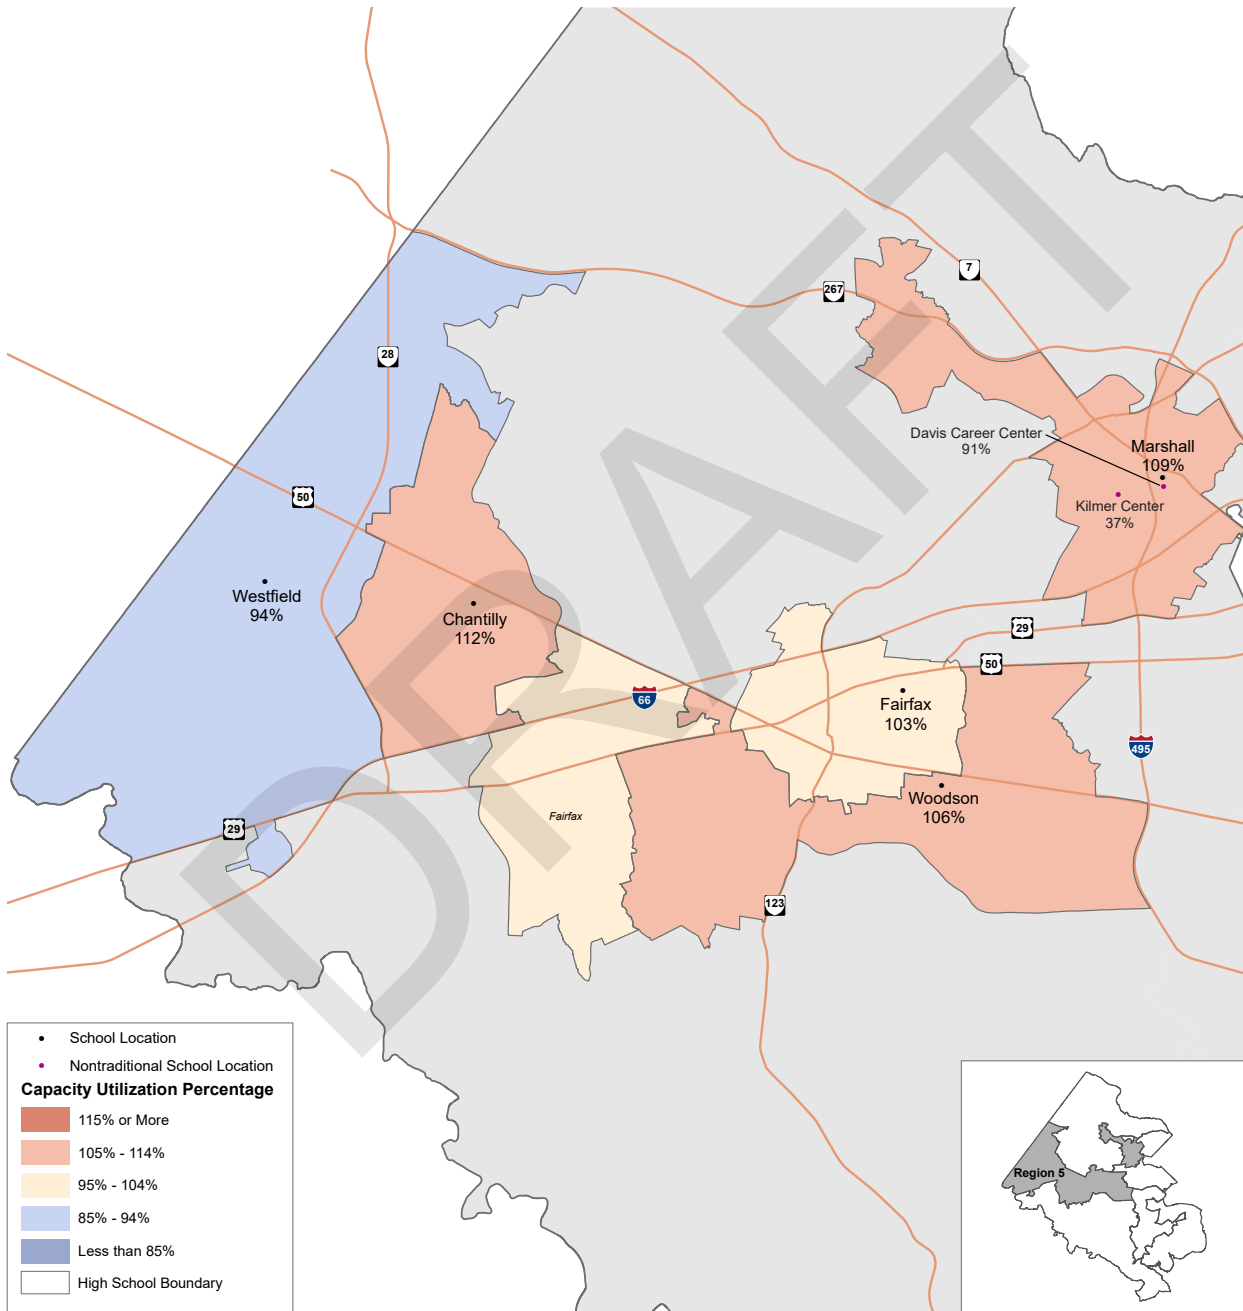 7
267
28
Davis Career Center
91%
Marshall
109%
50
Kilmer Center
37%
Westfield
94%
Chantilly
112%
29
50
66
Fairfax
103%
495
Woodson
106%
Fairfax
29
123
DRAFT
School Location
Nontraditional School Location
Capacity Utilization Percentage
115% or More
105% - 114%
95% - 104%
85% - 94%
Less than 85%
High School Boundary
Region 5